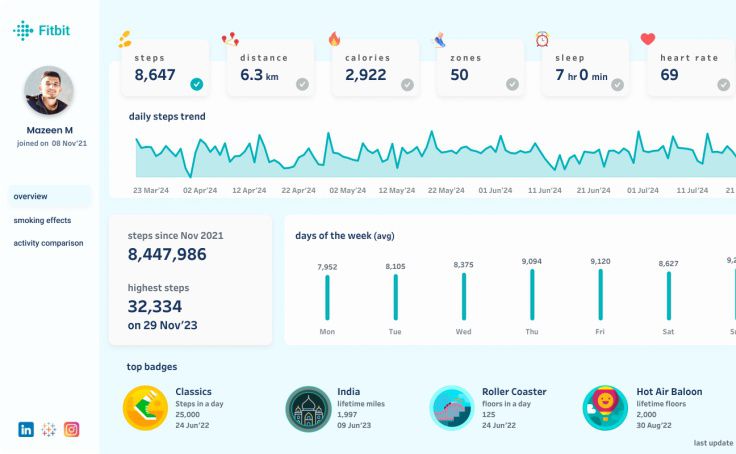 Fitbit
Mazeen M
joined on 08 Nov'21
overview
smoking effects
activity comparison
steps
8,647
distance
6.3 km
calories
2,922
zones
50
sleep
7 hr 0 min
heart rate
69
daily steps trend
23 Mar'24 02 Apr'24 12 Apr'24 22 Apr'24 02 May'24 12 May'24 22 May'24 01 Jun'24 11 Jun'24 21 Jun'24 01 Jul'24 11 Jul'24 21
steps since Nov 2021
8,447,986
highest steps
32,334
on 29 Nov'23
days of the week (avg)
7,952 8,105 8,375 9,094 9,120 8,627 9,2
Mon Tue Wed Thu Fri Sat Su
top badges
Classics
Steps in a day
25,000
24 Jun'22
India
lifetime miles
1,997
09 Jun'23
Roller Coaster
floors in a day
125
24 Jun'22
Hot Air Baloon
lifetime floors
2,000
30 Aug'22
in
last update